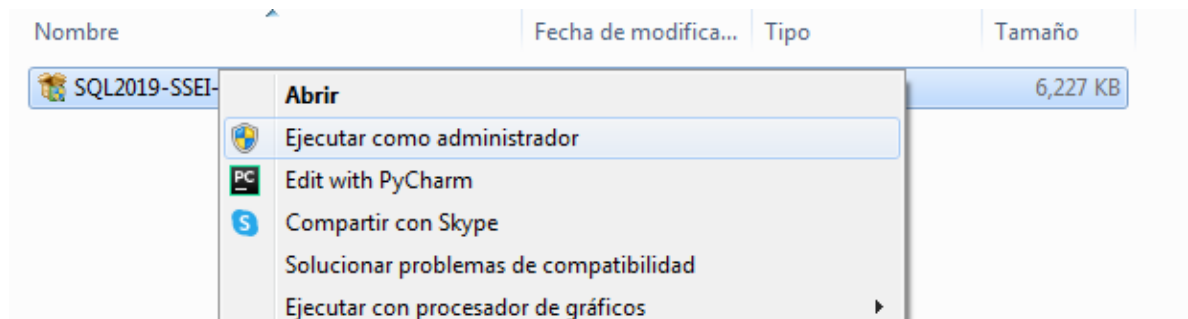 Nombre Fecha de modifica... Tipo Tamaño
SQL2019-SSEI- 6,227 KB
Abrir
Ejecutar como administrador
PC Edit with PyCharm
S Compartir con Skype
Solucionar problemas de compatibilidad
Ejecutar con procesador de gráficos